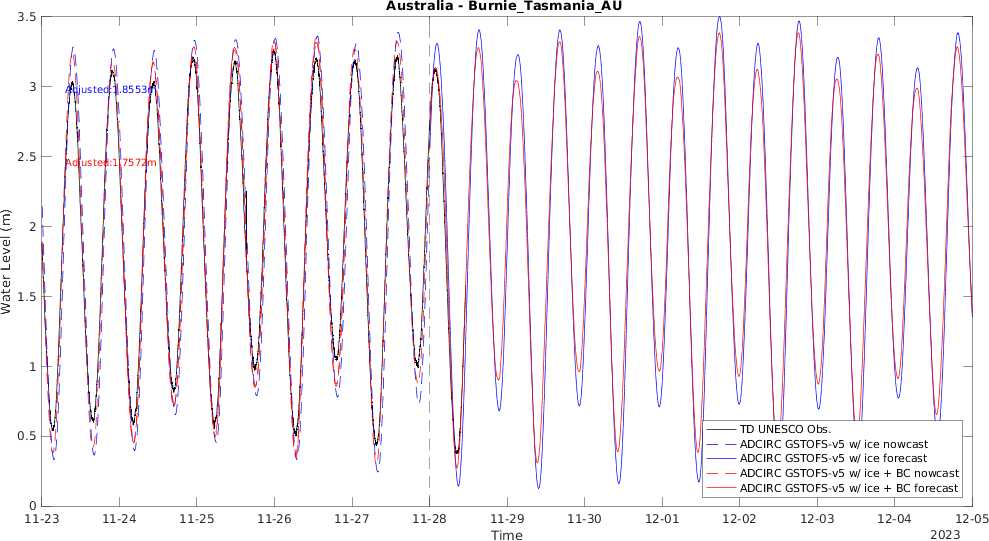 Australia - Burnie_Tasmania_AU
3.5
3
2.5
2
1.5
1
0.5
0
Water Level (m)
Adjusted:1.8553m
Adjusted:1.7572m
TD UNESCO Obs.
ADCIRC GSTOFS-v5 w/ ice nowcast
ADCIRC GSTOFS-v5 w/ ice forecast
ADCIRC GSTOFS-v5 w/ ice + BC nowcast
ADCIRC GSTOFS-v5 w/ ice + BC forecast
11-23 11-24 11-25 11-26 11-27 11-28 11-29 11-30 12-01 12-02 12-03 12-04 12-05
Time
2023